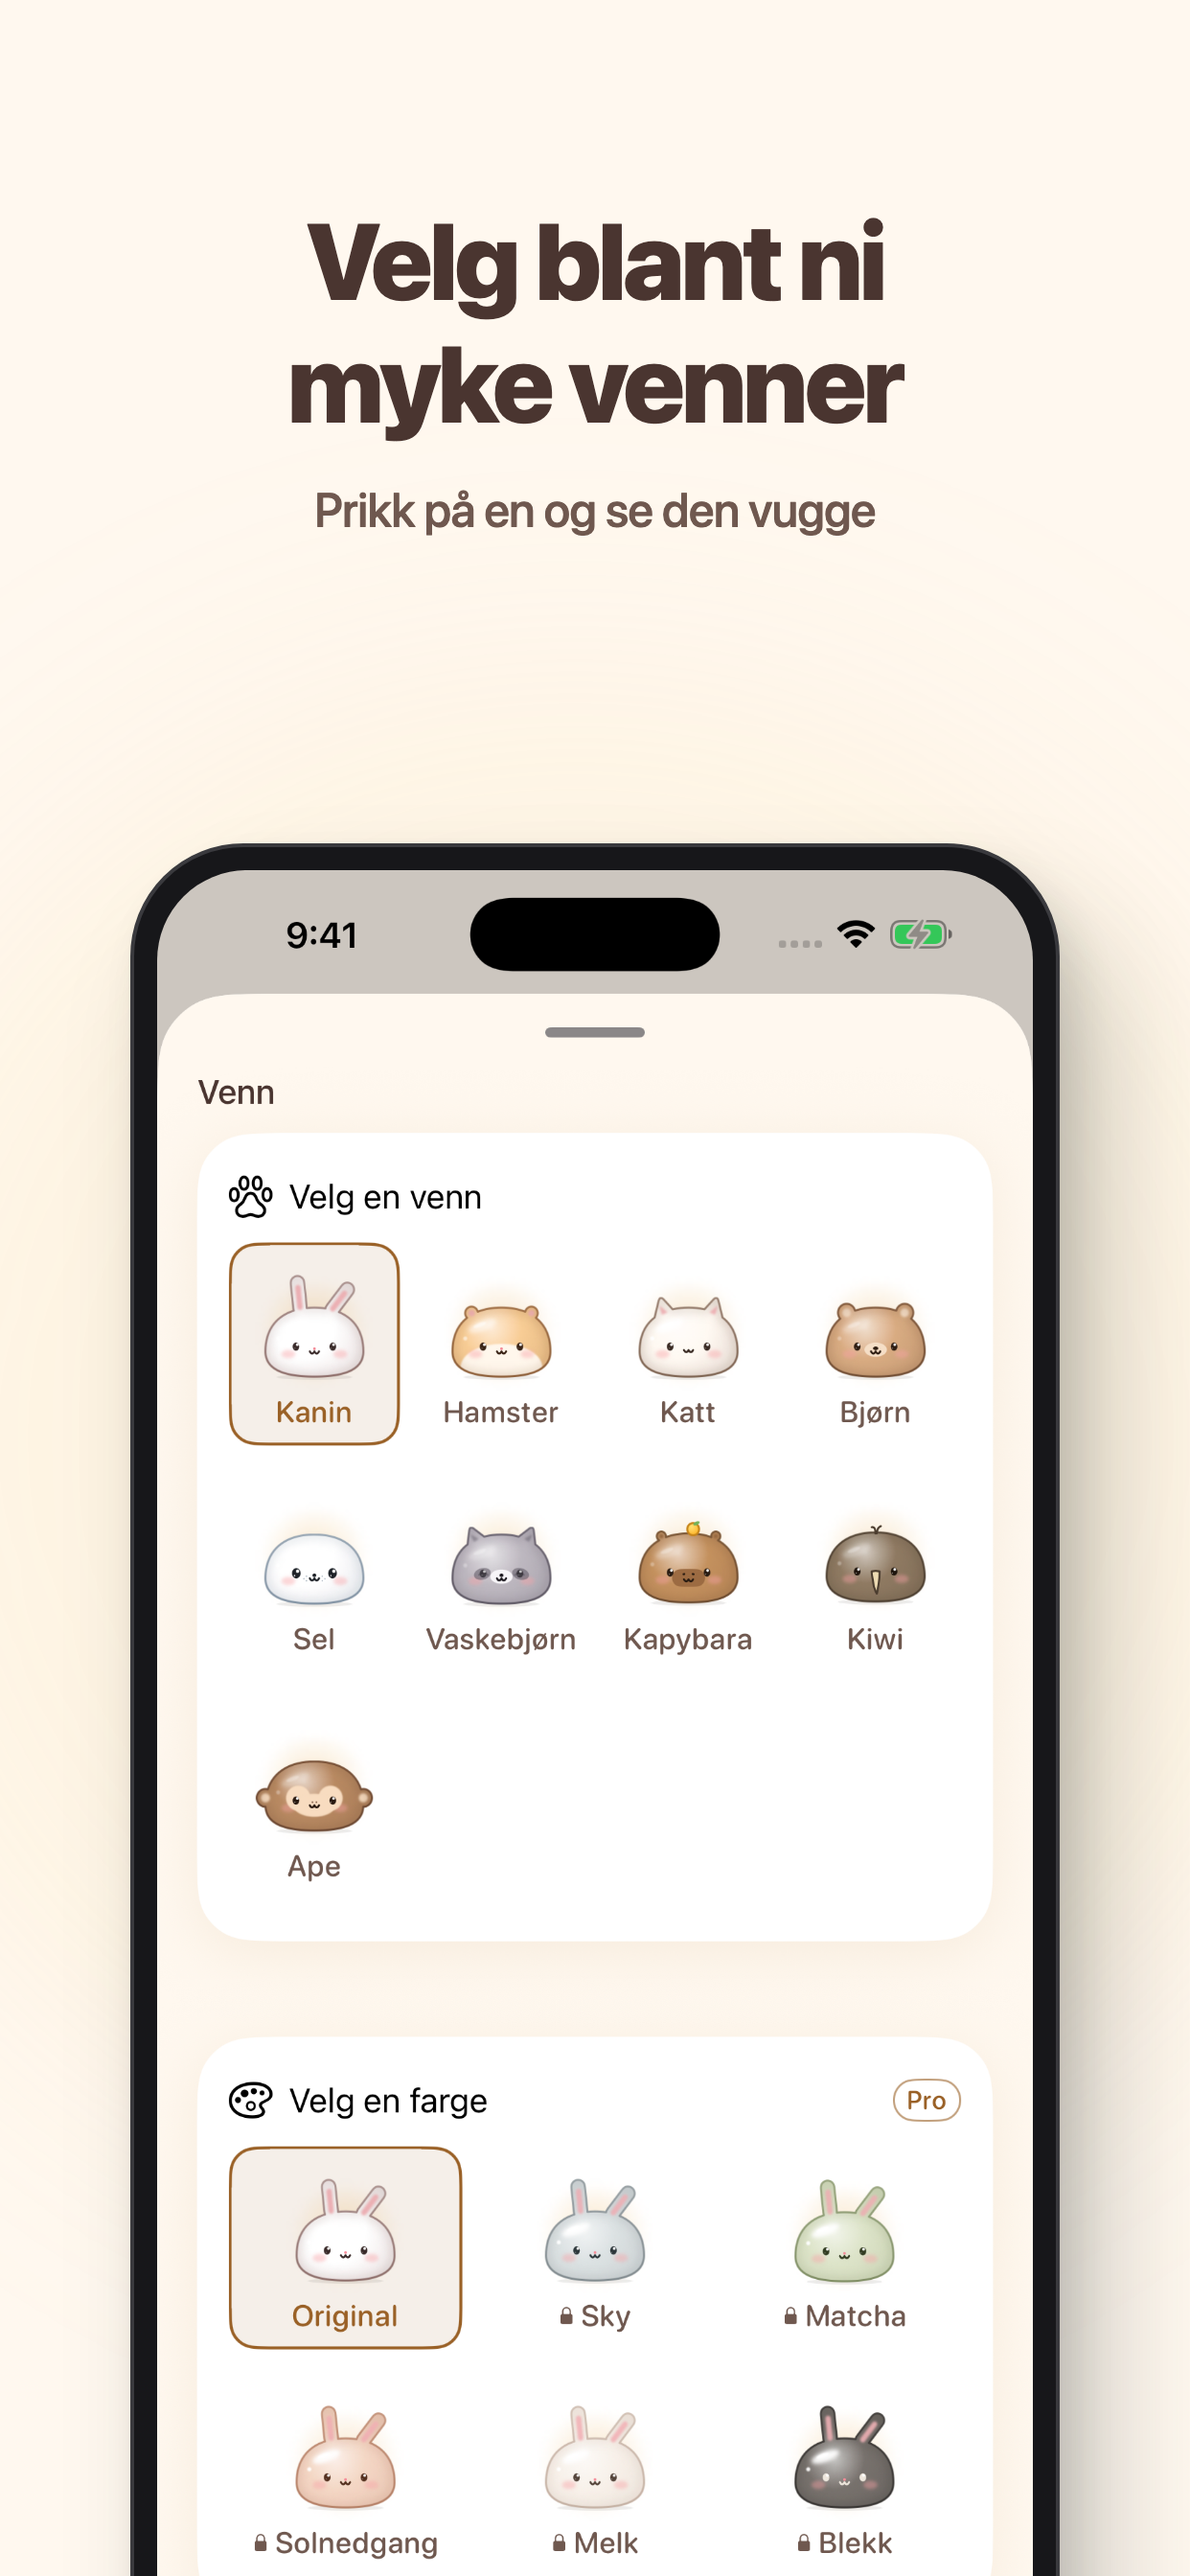 Velg blant ni
myke venner
Prikk på en og se den vugge
9:41
Venn
Velg en venn
Kanin
Hamster
Katt
Bjørn
Sel
Vaskebjørn
Kapybara
Kiwi
Ape
Velg en farge
Pro
Original
Sky
Matcha
Solnedgang
Melk
Blekk